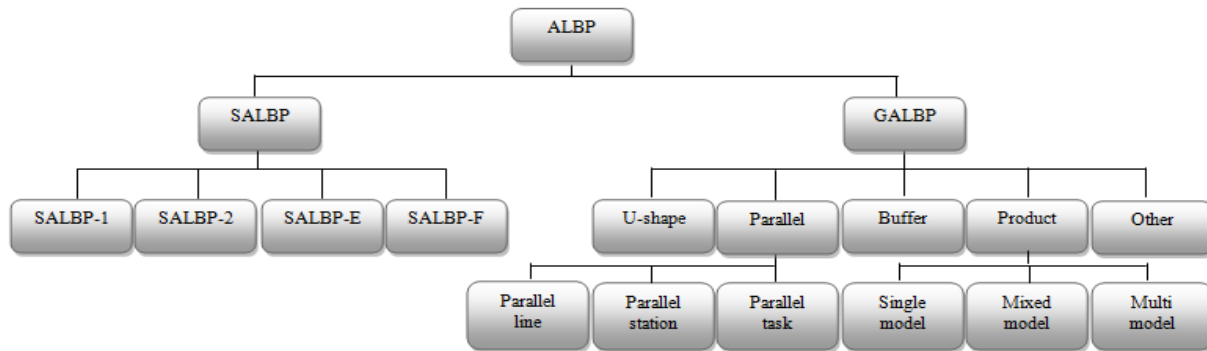 ALBP
SALBP
GALBP
SALBP-1
SALBP-2
SALBP-E
SALBP-F
U-shape
Parallel
Buffer
Product
Other
Parallel
line
Parallel
station
Parallel
task
Single
model
Mixed
model
Multi
model